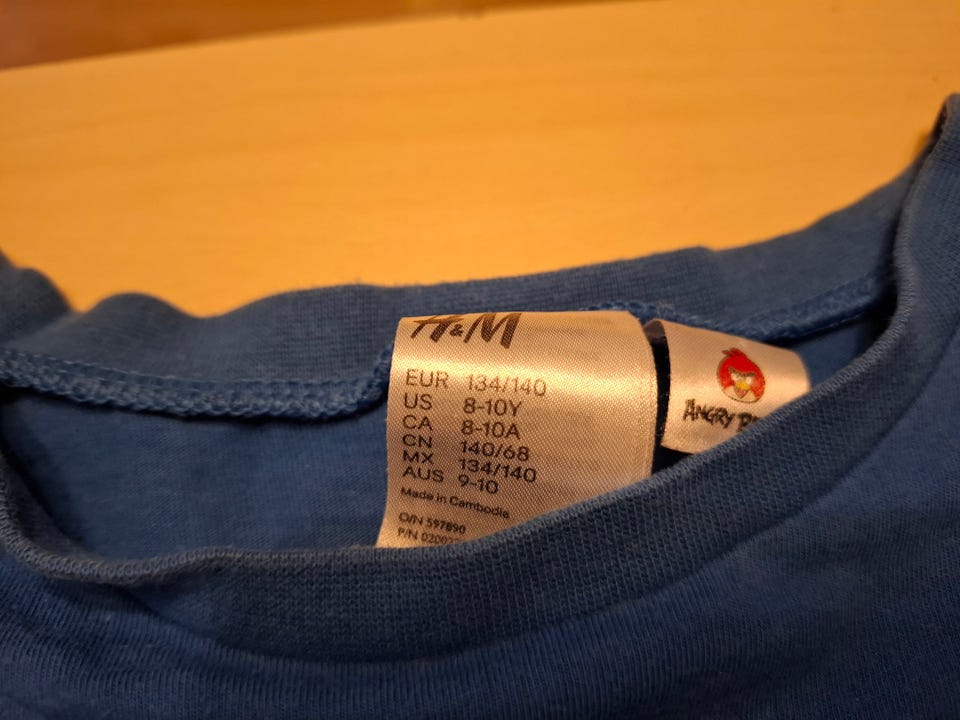 H&M
EUR 134/140
US 8-10Y
CA 8-10A
CN 140/68
MX 134/140
AUS 9-10
Made in Cambodia
O/N 597890
P/N
ANGRY